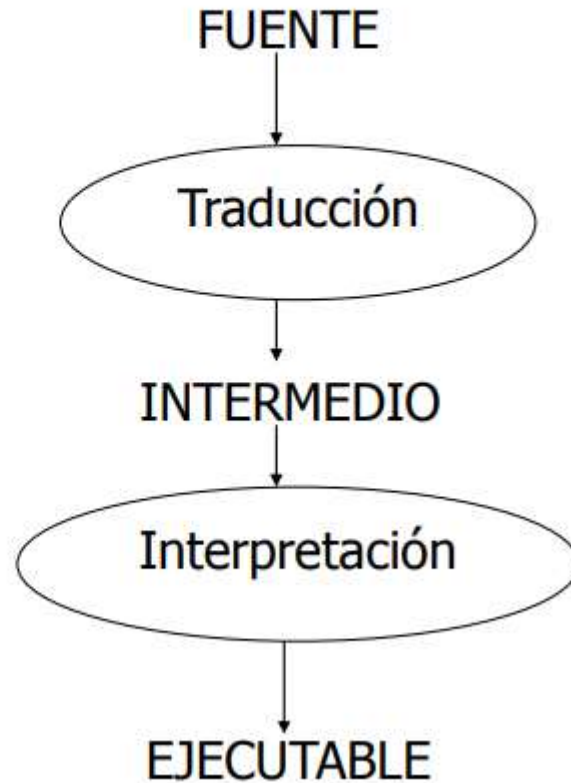 FUENTE
Traducción
INTERMEDIO
Interpretación
EJECUTABLE